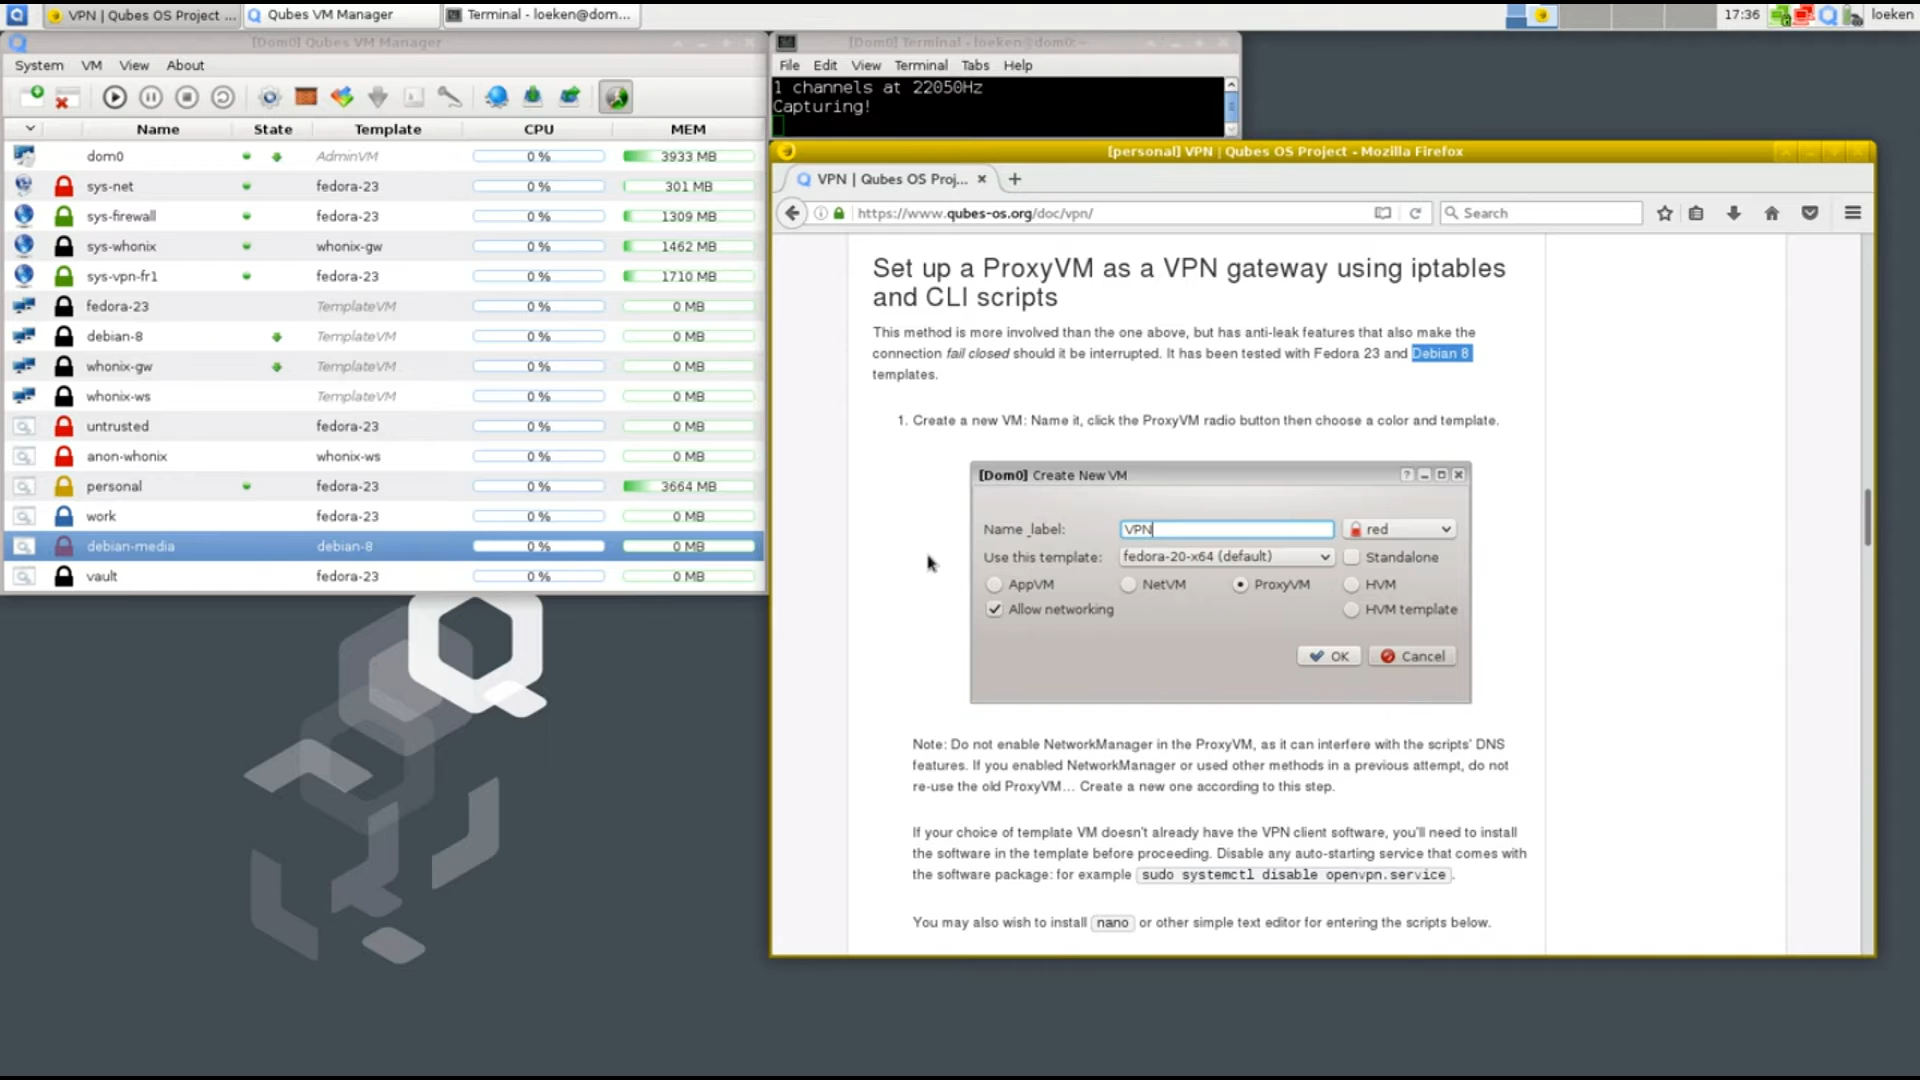 VPN | Qubes OS Project ...
Qubes VM Manager
Terminal - loeken@dom...
17:36
loeken
[Dom0] Qubes VM Manager
System VM View About
Name State Template CPU MEM
dom0 AdminVM 0 % 3933 MB
sys-net fedora-23 0 % 301 MB
sys-firewall fedora-23 0 % 1309 MB
sys-whonix whonix-gw 0 % 1462 MB
sys-vpn-fr1 fedora-23 0 % 1710 MB
fedora-23 TemplateVM 0 % 0 MB
debian-8 TemplateVM 0 % 0 MB
whonix-gw TemplateVM 0 % 0 MB
whonix-ws TemplateVM 0 % 0 MB
untrusted fedora-23 0 % 0 MB
anon-whonix whonix-ws 0 % 0 MB
personal fedora-23 0 % 3664 MB
work fedora-23 0 % 0 MB
debian-media debian-8 0 % 0 MB
vault fedora-23 0 % 0 MB
[Dom0] Terminal - loeken@dom0:~
File Edit View Terminal Tabs Help
1 channels at 22050Hz
Capturing!
[personal] VPN | Qubes OS Project - Mozilla Firefox
VPN | Qubes OS Proj...
https://www.qubes-os.org/doc/vpn/
Search
Set up a ProxyVM as a VPN gateway using iptables
and CLI scripts
This method is more involved than the one above, but has anti-leak features that also make the
connection fail closed should it be interrupted. It has been tested with Fedora 23 and Debian 8
templates.
1. Create a new VM: Name it, click the ProxyVM radio button then choose a color and template.
[Dom0] Create New VM
Name_label: VPN red
Use this template: fedora-20-x64 (default) Standalone
AppVM NetVM ProxyVM HVM
Allow networking HVM template
OK Cancel
Note: Do not enable NetworkManager in the ProxyVM, as it can interfere with the scripts' DNS
features. If you enabled NetworkManager or used other methods in a previous attempt, do not
re-use the old ProxyVM... Create a new one according to this step.
If your choice of template VM doesn't already have the VPN client software, you'll need to install
the software in the template before proceeding. Disable any auto-starting service that comes with
the software package: for example sudo systemctl disable openvpn.service.
You may also wish to install nano or other simple text editor for entering the scripts below.